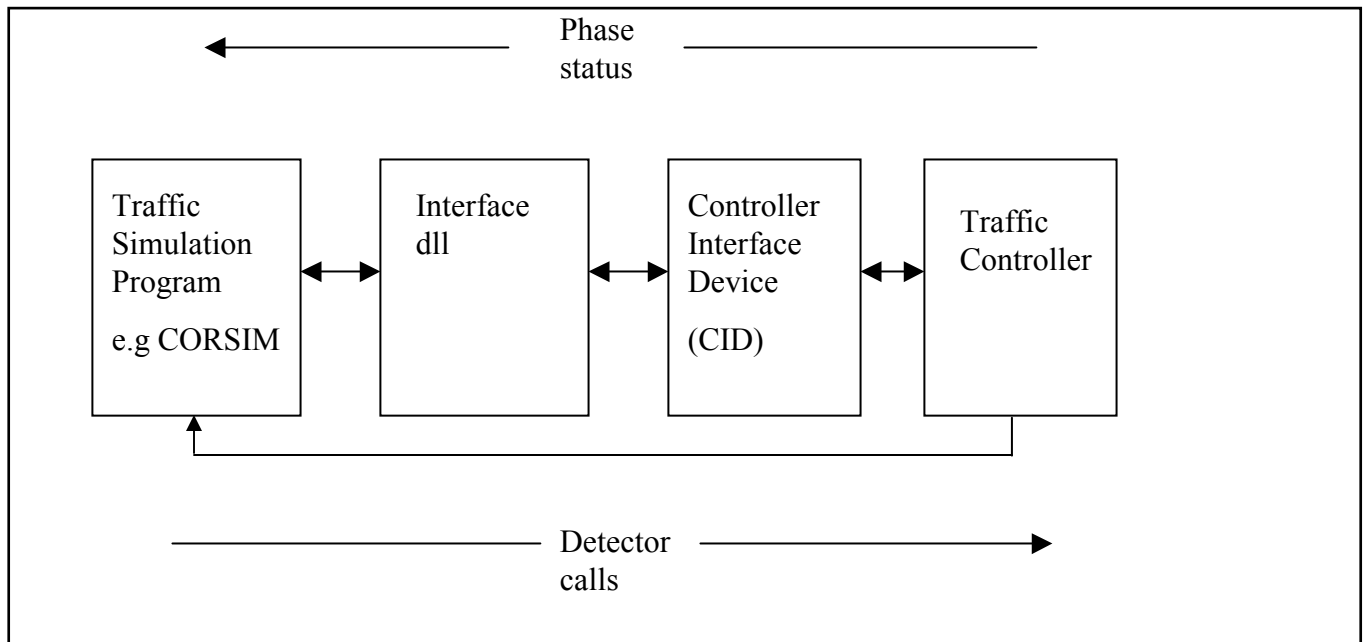 Phase
status
Traffic
Simulation
Program
e.g CORSIM
Interface
dll
Controller
Interface
Device
(CID)
Traffic
Controller
Detector
calls